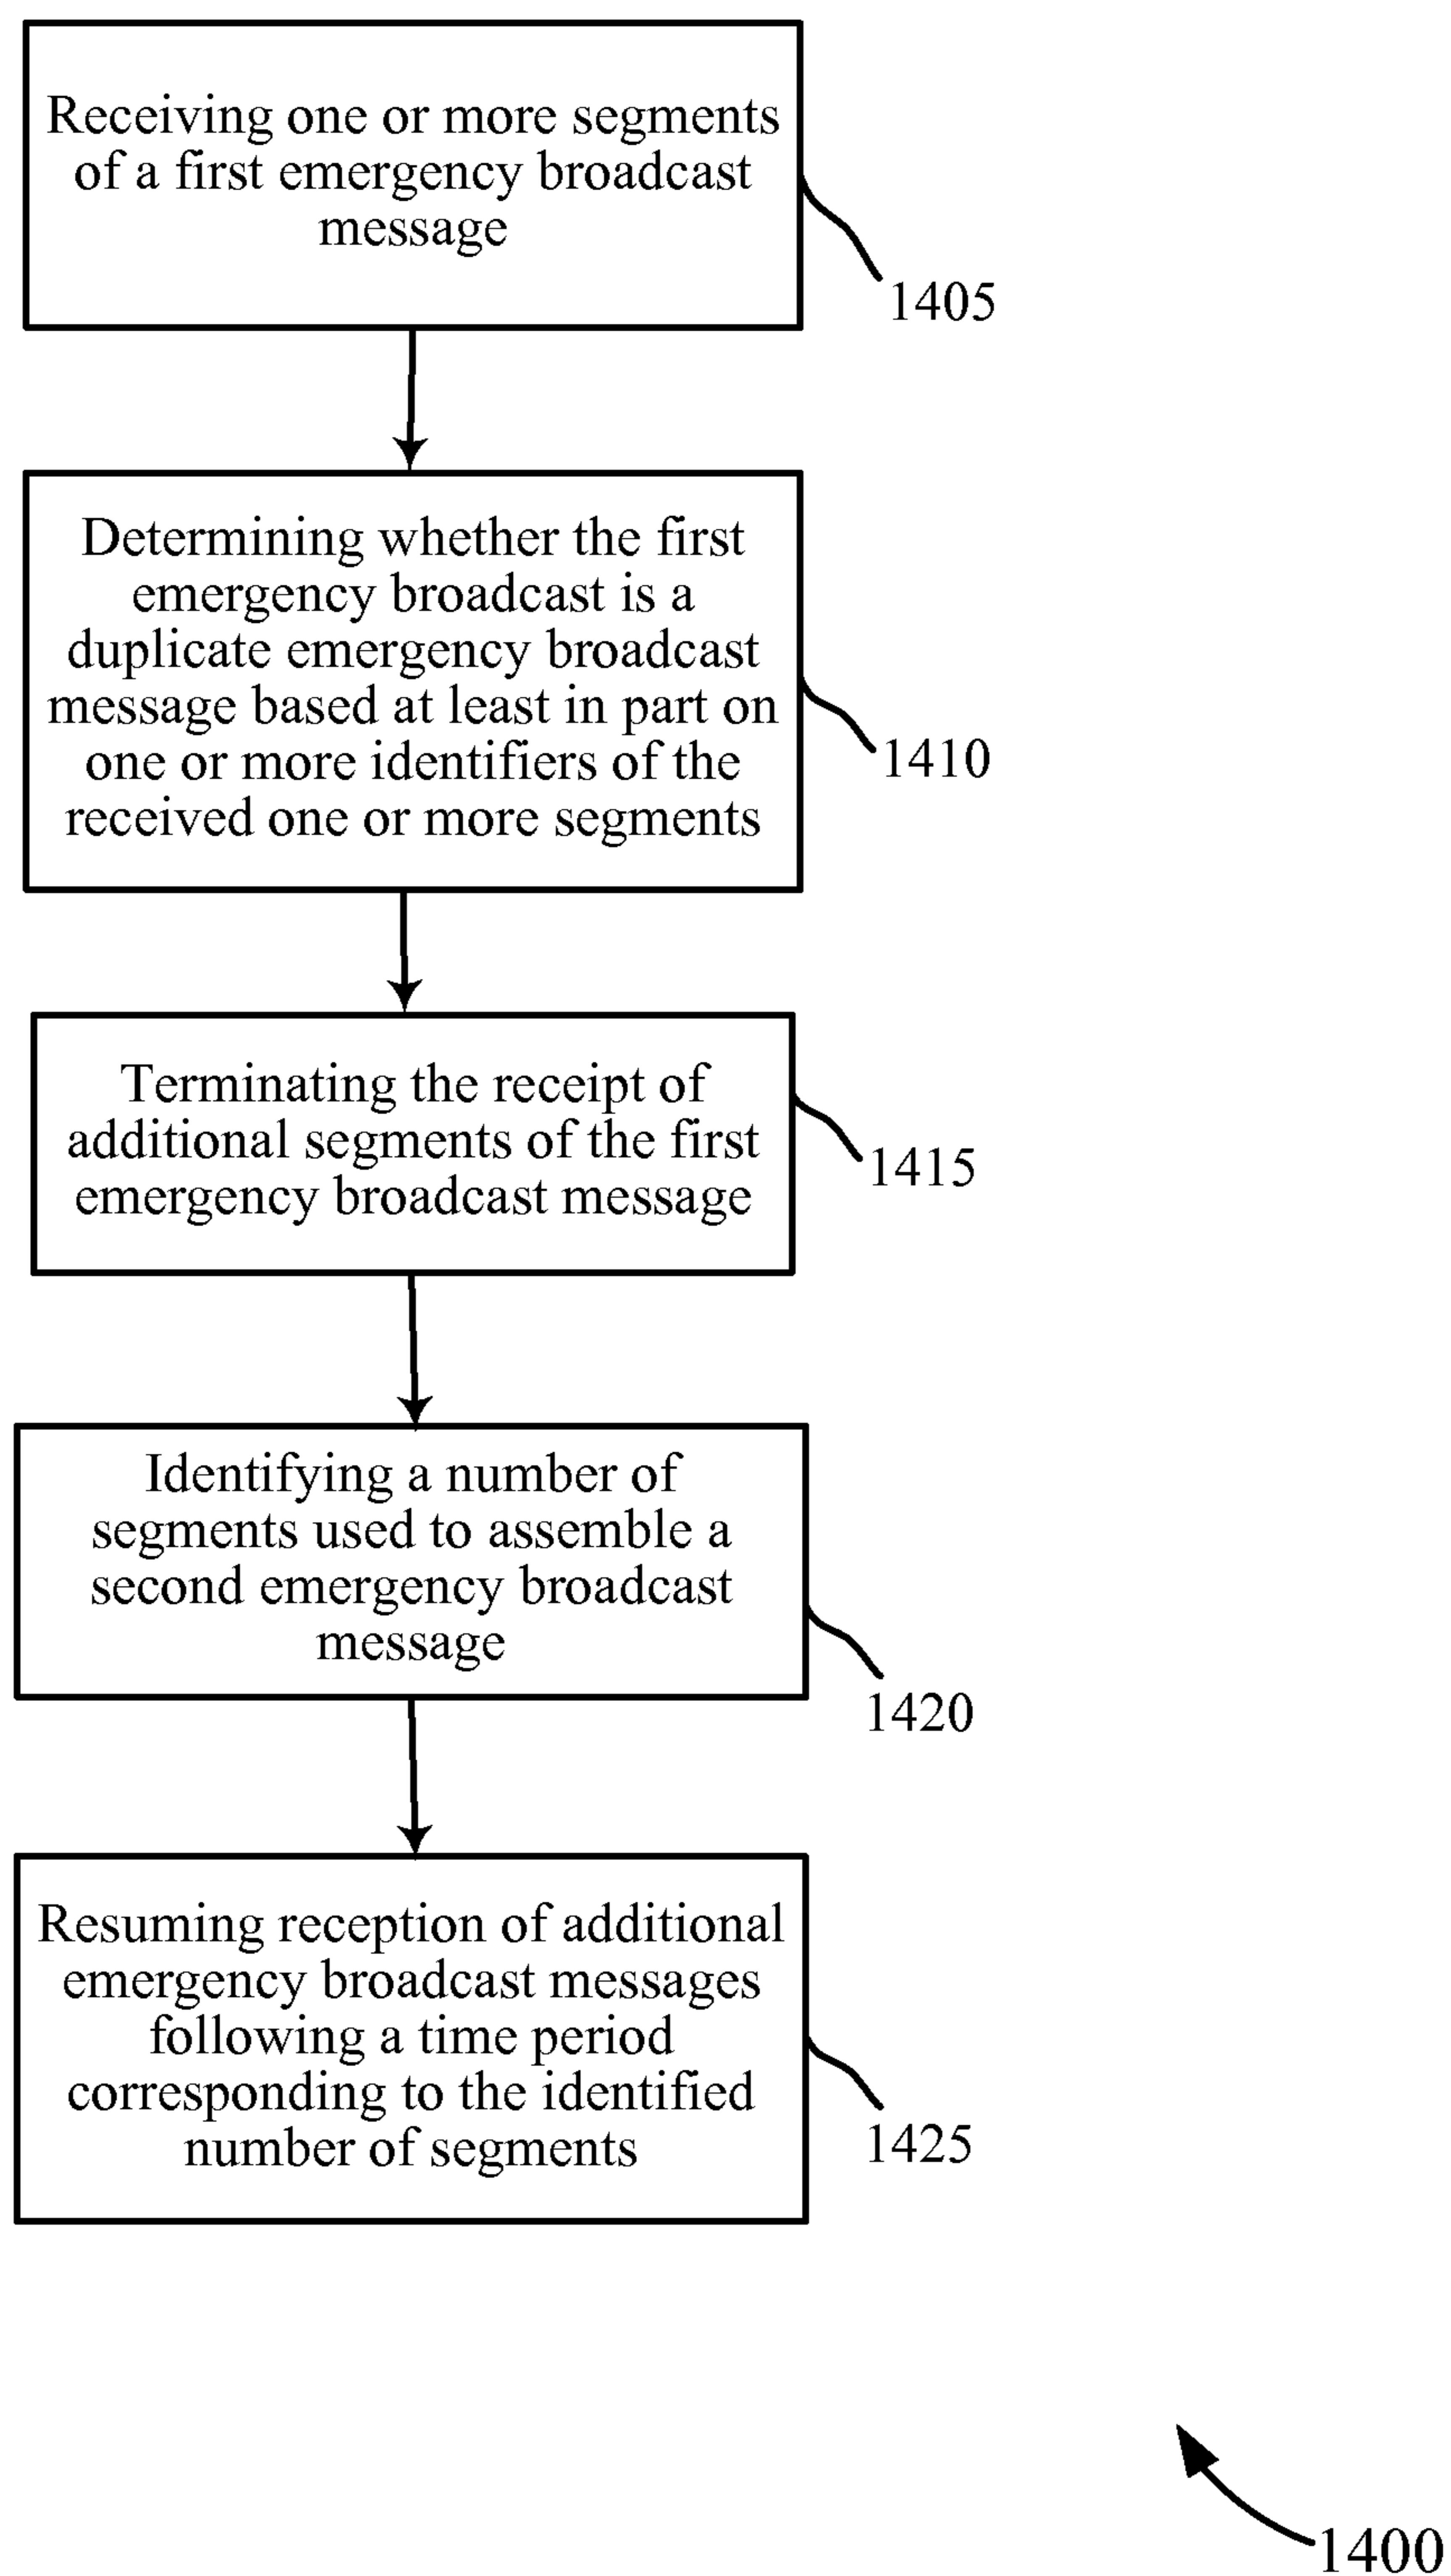 Receiving one or more segments
of a first emergency broadcast
message
1405
Determining whether the first
emergency broadcast is a
duplicate emergency broadcast
message based at least in part on
one or more identifiers of the
received one or more segments
1410
Terminating the receipt of
additional segments of the first
emergency broadcast message
1415
Identifying a number of
segments used to assemble a
second emergency broadcast
message
1420
Resuming reception of additional
emergency broadcast messages
following a time period
corresponding to the identified
number of segments
1425
1400